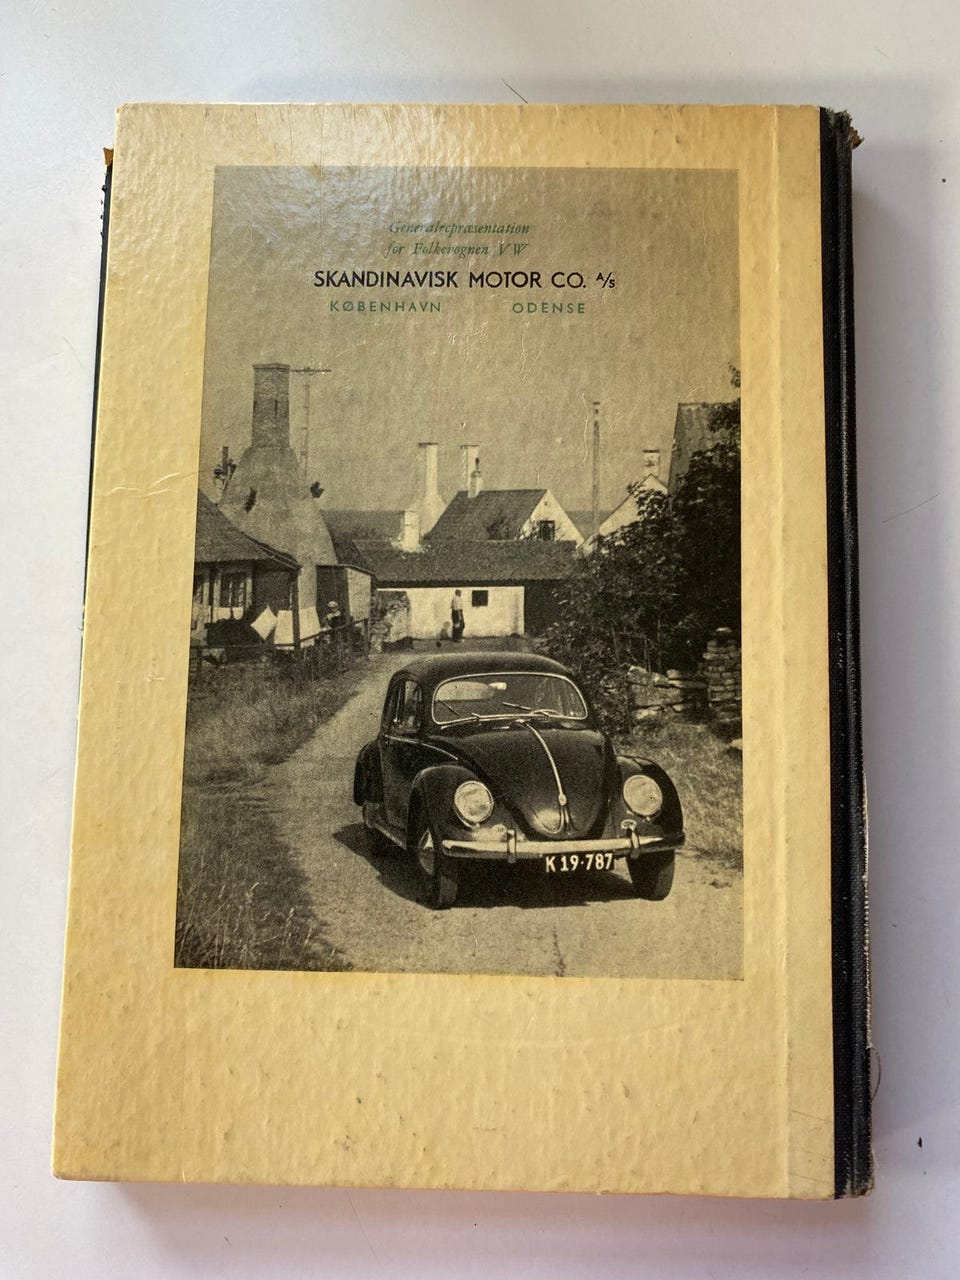 Generalrepræsentation
for Folkevognen VW
SKANDINAVISK MOTOR CO. A/S
KØBENHAVN ODENSE
K 19·787